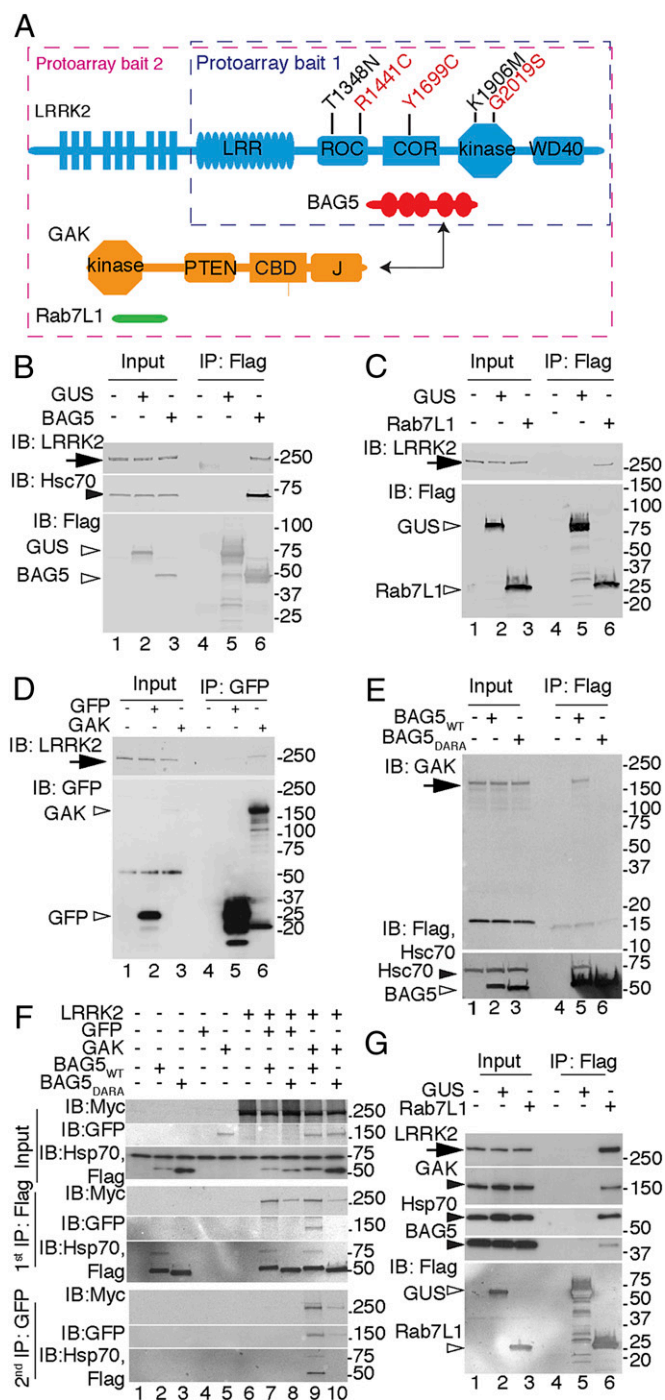 A
Protoarray bait 2
Protoarray bait 1
T1348N
R1441C
Y1699C
K1906M
G2019S
LRRK2
LRR
ROC
COR
kinase
WD40
BAG5
GAK
kinase
PTEN
CBD
J
Rab7L1
B
Input IP: Flag
GUS - + - - + -
BAG5 - - + - - +
IB: LRRK2
-250
IB: Hsc70
-75
IB: Flag
-100
GUS
-75
BAG5
-50
-37
-25
1 2 3 4 5 6
C
Input IP: Flag
GUS - + - - + -
Rab7L1 - - + - - +
IB: LRRK2
-250
-150
IB: Flag
-100
GUS
-75
-50
-37
Rab7L1
-25
-20
1 2 3 4 5 6
D
Input IP: GFP
GFP - + - - + -
GAK - - + - - +
IB: LRRK2
-250
IB: GFP
GAK
-150
-100
-75
-50
-37
GFP
-25
-20
1 2 3 4 5 6
E
Input IP: Flag
BAG5WT - + - - + -
BAG5DARA - - + - - +
IB: GAK
-250
-150
-100
-75
-50
-37
-25
-20
-15
IB: Flag,
-10
Hsc70
Hsc70
-75
BAG5
-50
1 2 3 4 5 6
F
LRRK2 - - - - - + + + + +
GFP - - - + - - + + - -
GAK - - - - + - - - + +
BAG5WT - + - - - - + - + -
BAG5DARA - - + - - - - + - +
Input
IB:Myc
-250
IB:GFP
-150
IB:Hsp70,
-75
Flag
-50
1st IP: Flag
IB:Myc
-250
IB:GFP
-150
IB:Hsp70,
-75
Flag
-50
2nd IP: GFP
IB:Myc
-250
IB:GFP
-150
IB:Hsp70,
-75
Flag
-50
1 2 3 4 5 6 7 8 9 10
G
Input IP: Flag
GUS - + - - + -
Rab7L1 - - + - - +
LRRK2
-250
GAK
-150
Hsp70
-50
BAG5
-37
IB: Flag
-75
GUS
-50
-37
Rab7L1
-25
-20
1 2 3 4 5 6